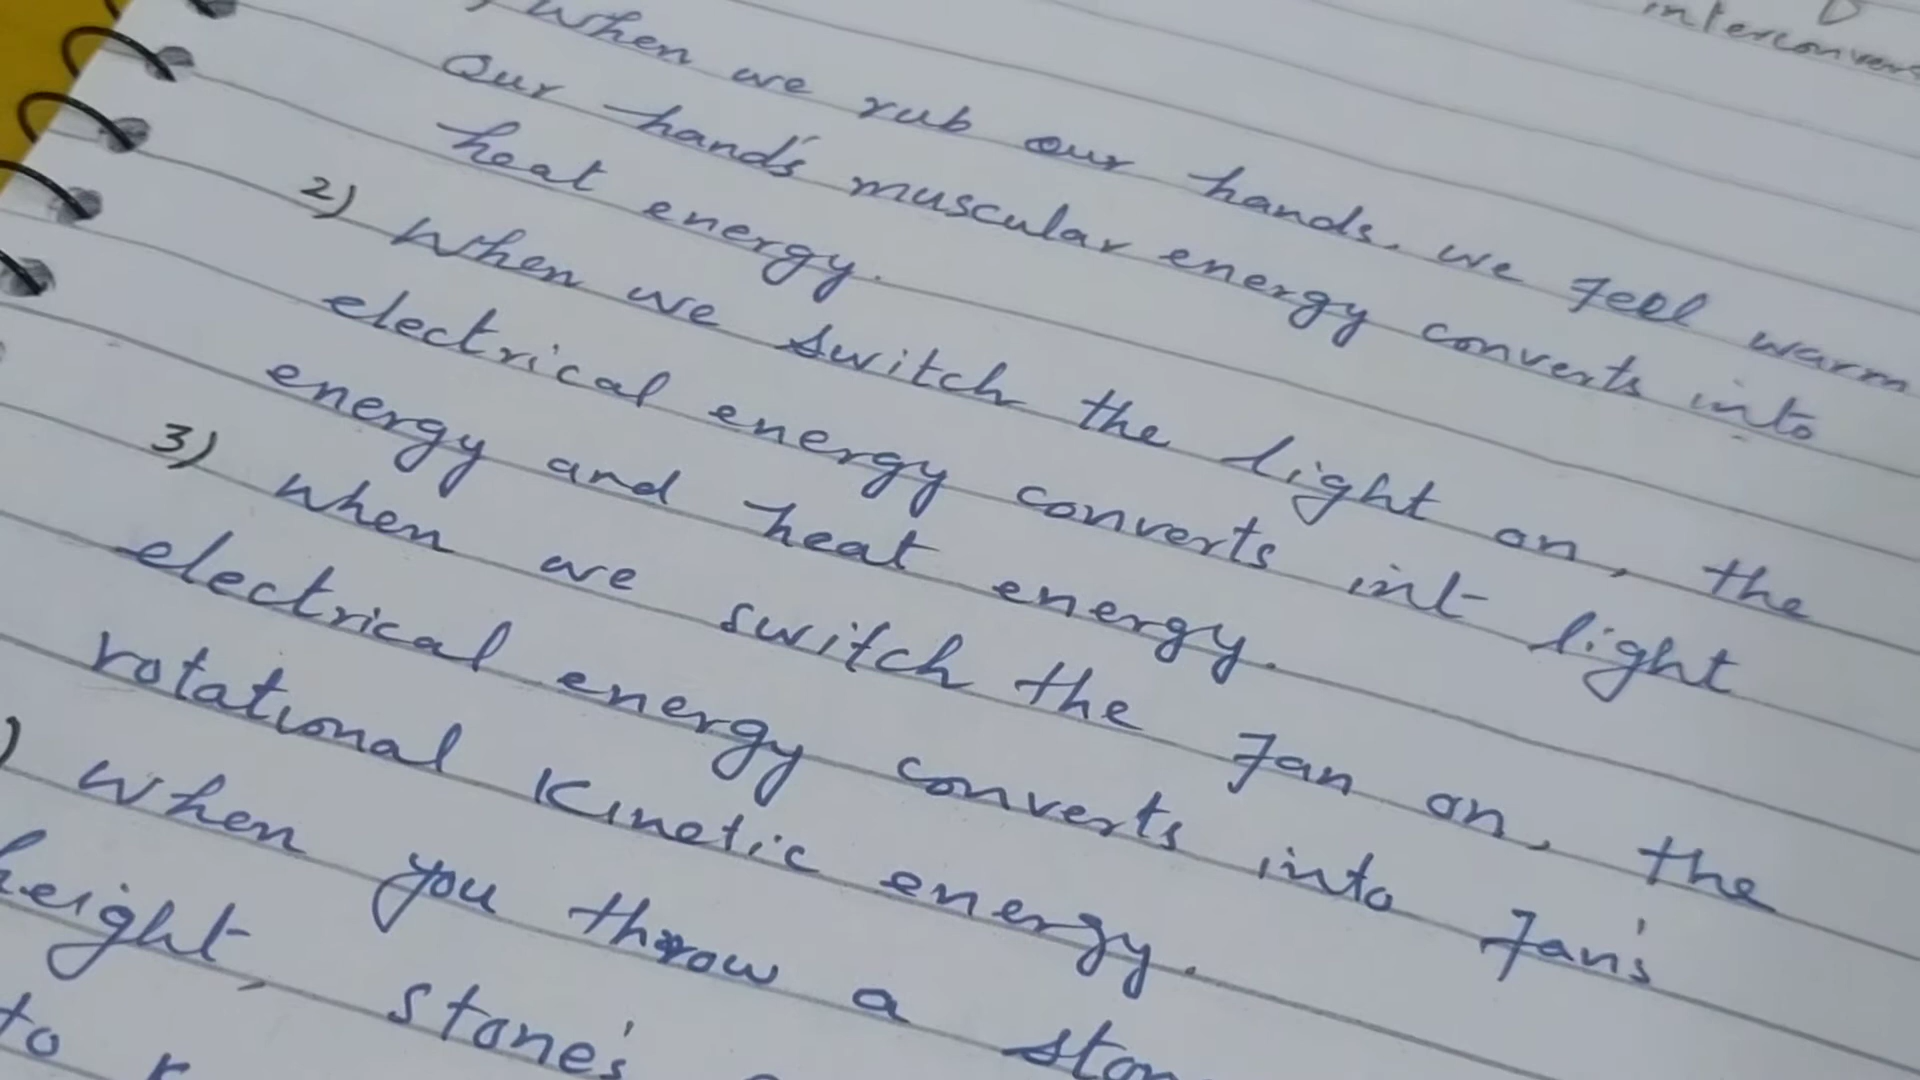 interconver
When we rub our hands. we feel warm
Our hand's muscular energy converts into
heat energy.
2) When we switch the light on, the
electrical energy converts int light
energy and heat energy.
3) When we switch the Fan on, the
electrical energy converts into Fan's
rotational Kinetic energy.
) When you throw a ston
height, stone's
to